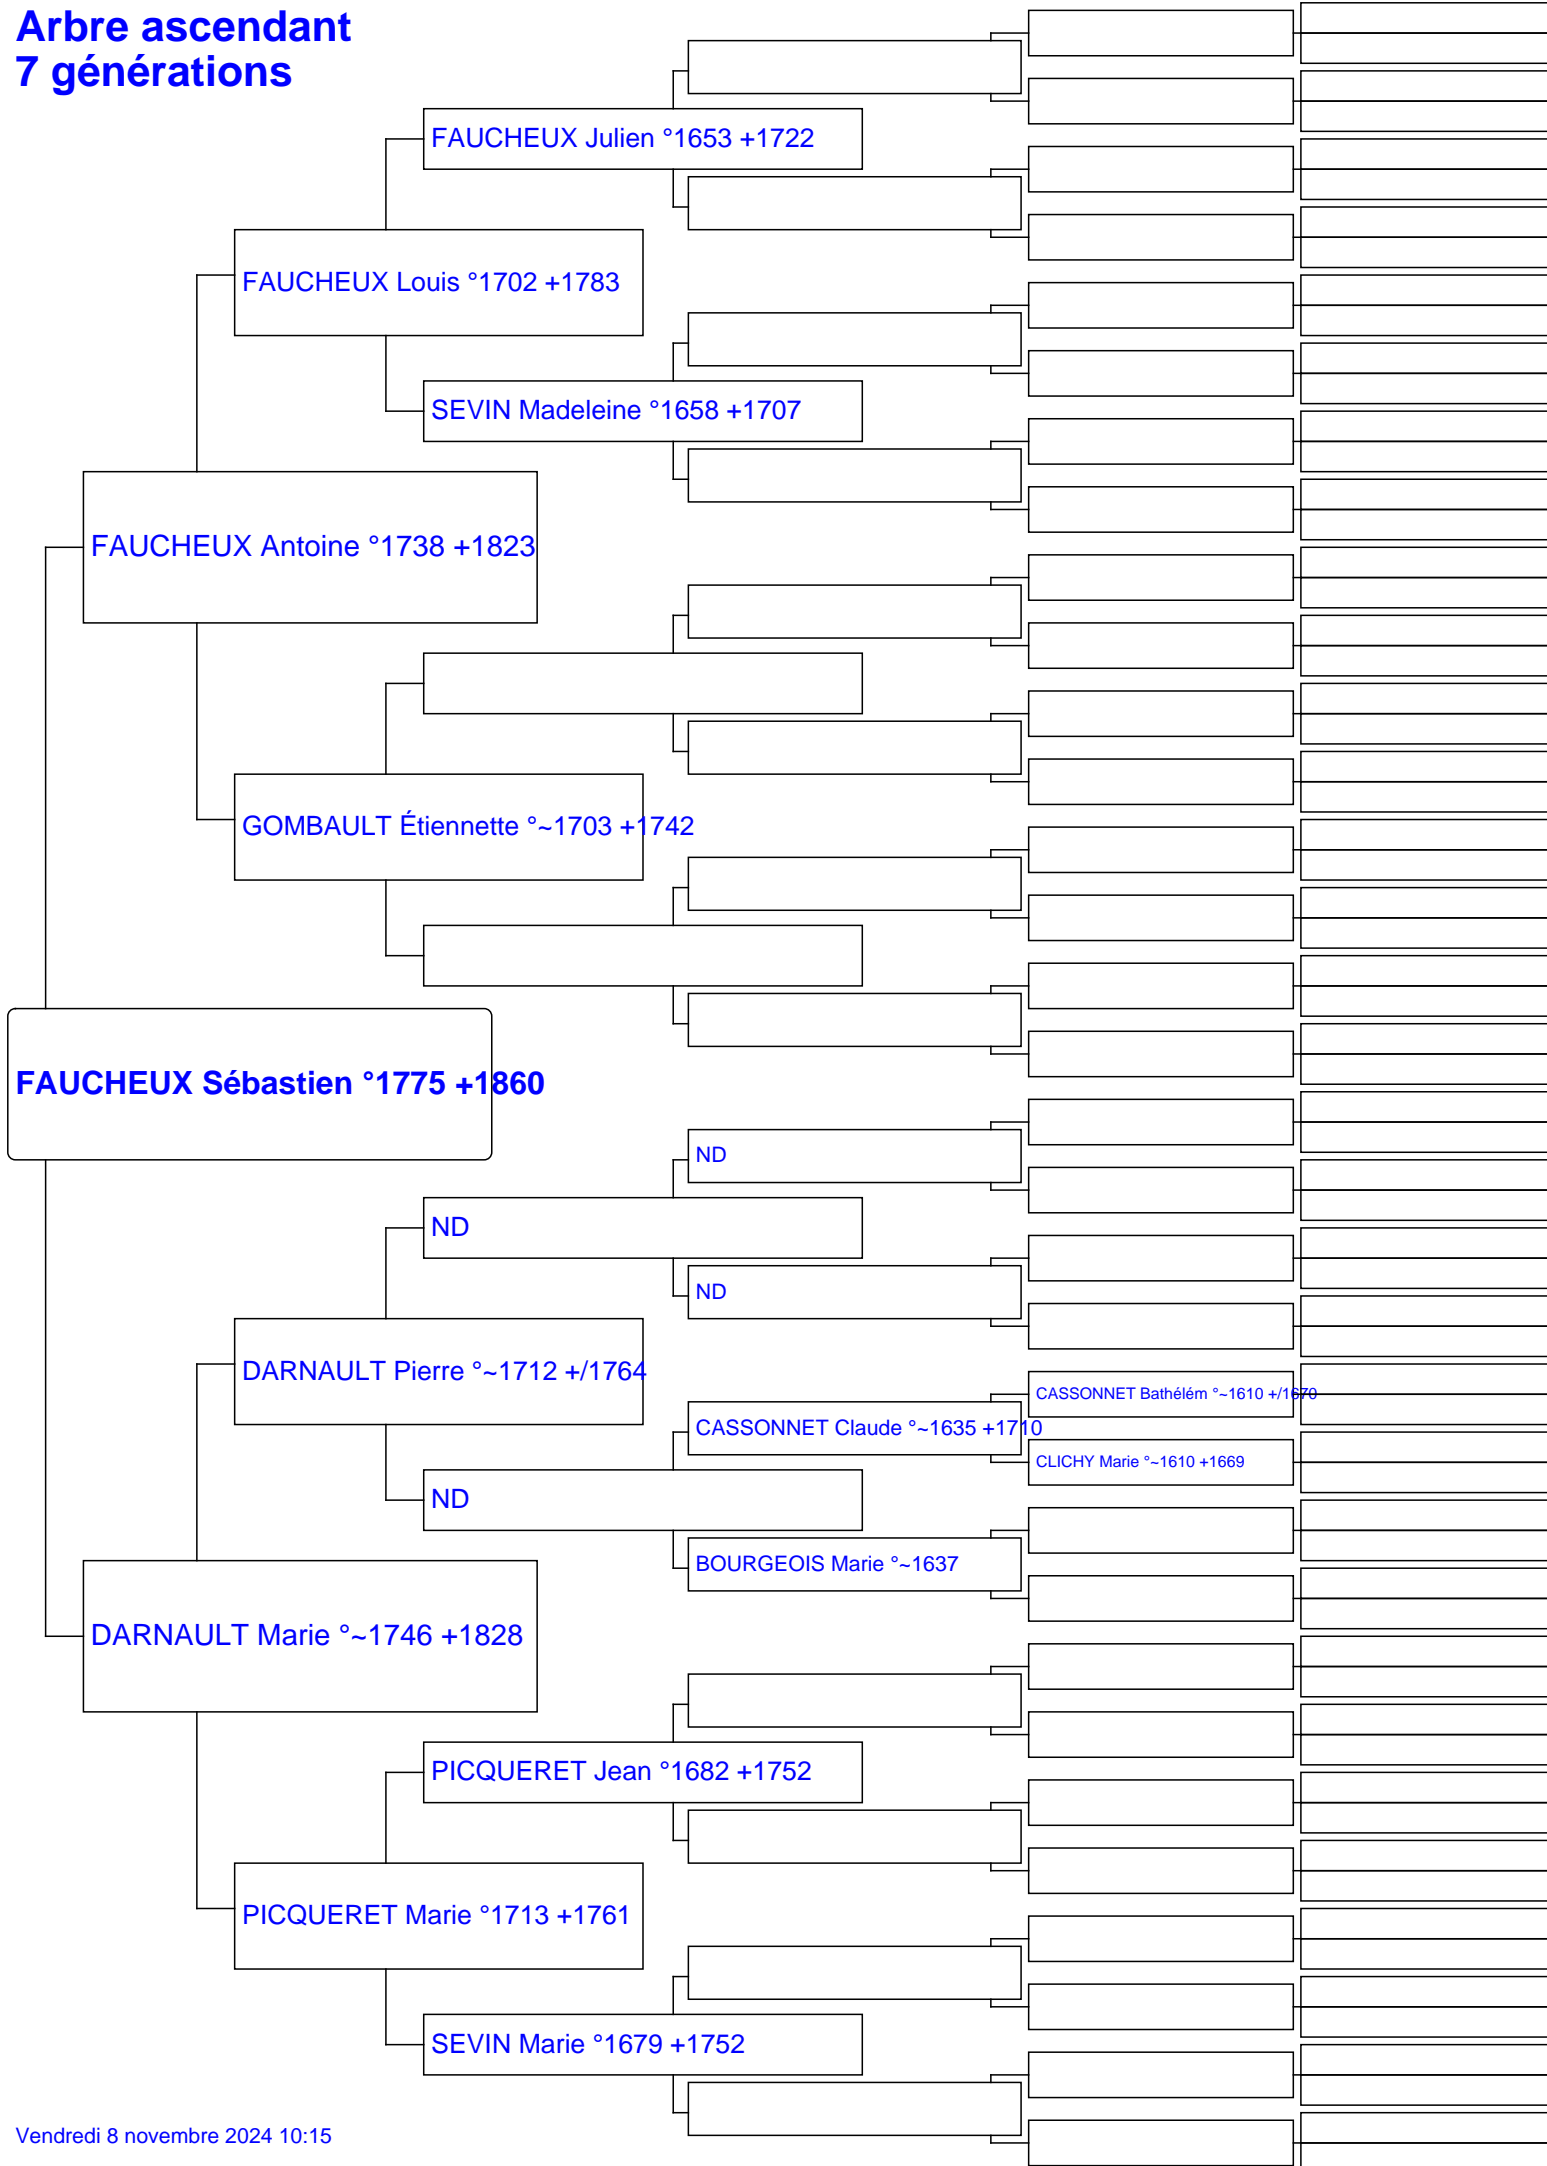 Arbre ascendant
7 générations
FAUCHEUX Julien °1653 +1722
FAUCHEUX Louis °1702 +1783
SEVIN Madeleine °1658 +1707
FAUCHEUX Antoine °1738 +1823
GOMBAULT Étiennette °~1703 +1742
FAUCHEUX Sébastien °1775 +1860
ND
ND
ND
DARNAULT Pierre °~1712 +/1764
CASSONNET Bathélém °~1610 +/1670
CASSONNET Claude °~1635 +1710
CLICHY Marie °~1610 +1669
ND
BOURGEOIS Marie °~1637
DARNAULT Marie °~1746 +1828
PICQUERET Jean °1682 +1752
PICQUERET Marie °1713 +1761
SEVIN Marie °1679 +1752
Vendredi 8 novembre 2024 10:15